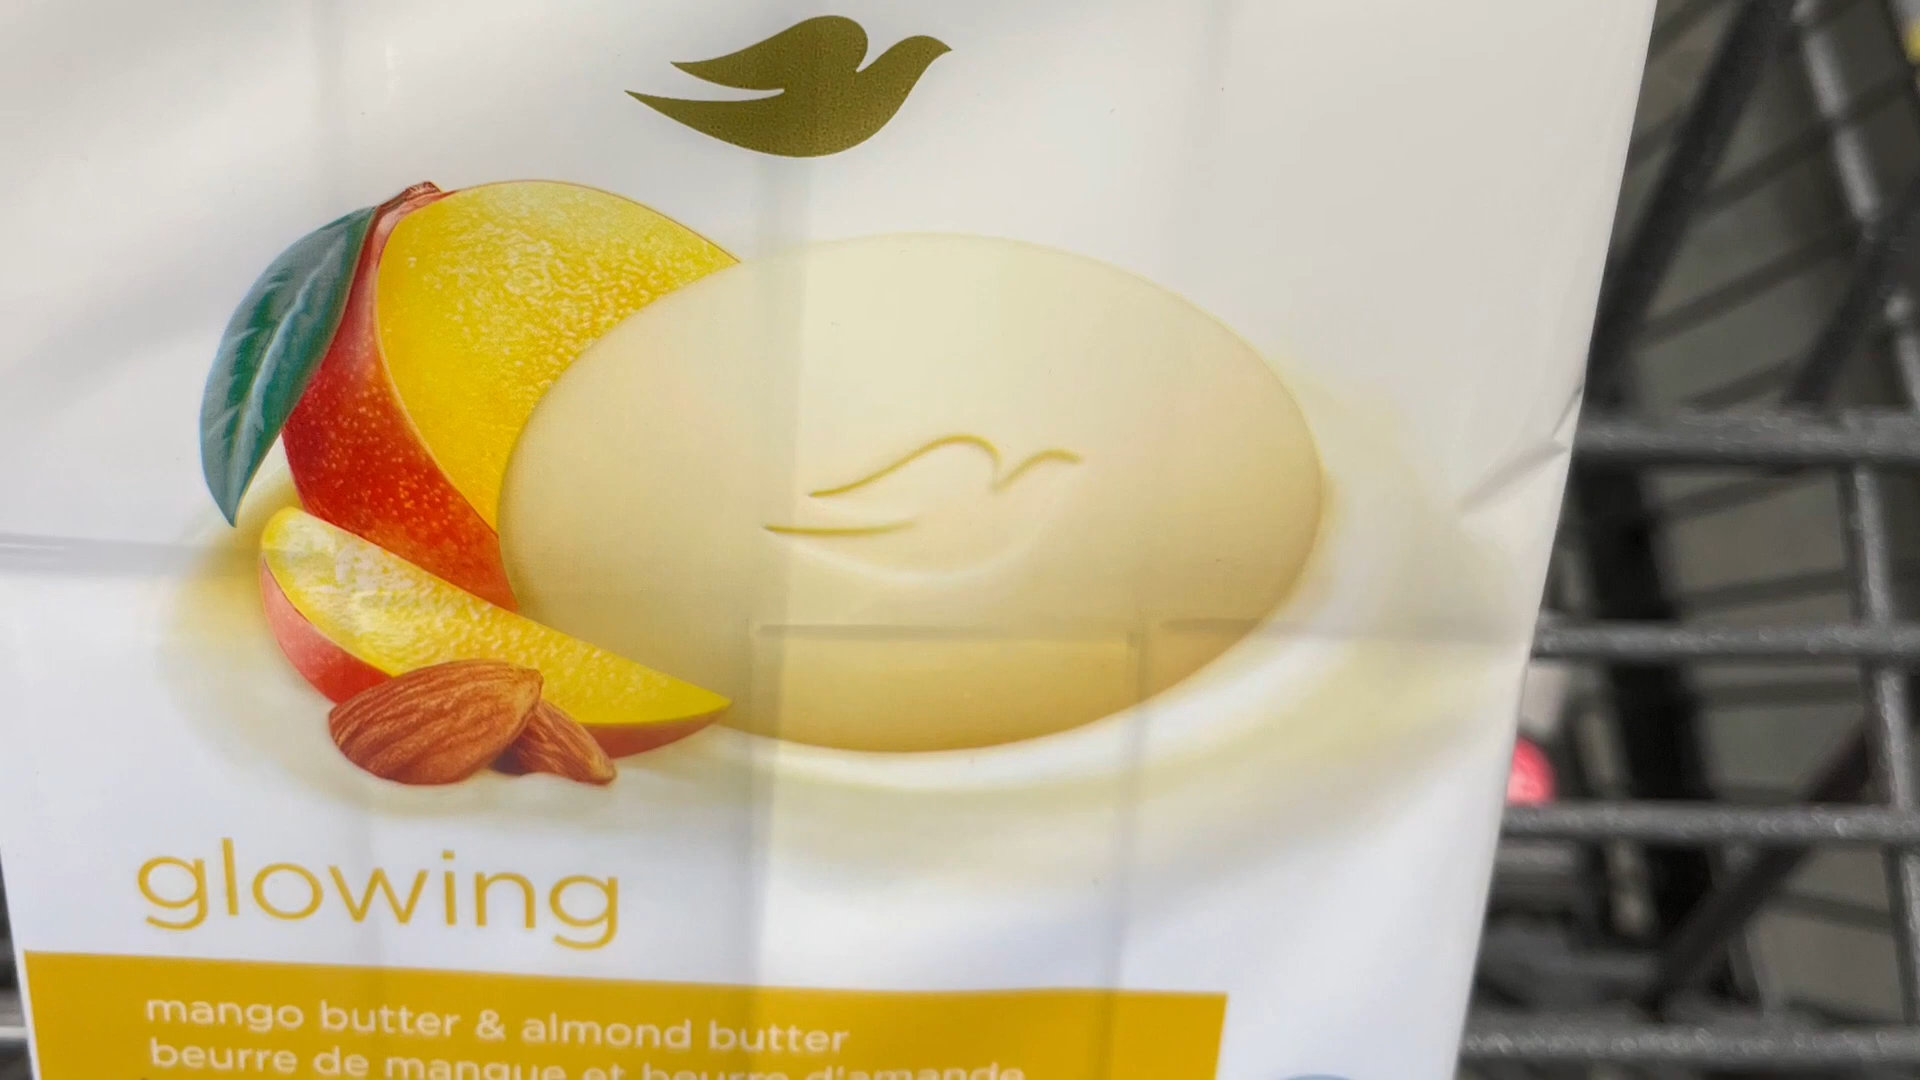 glowing
mango butter & almond butter
beurre de mangue et beurre d'amande